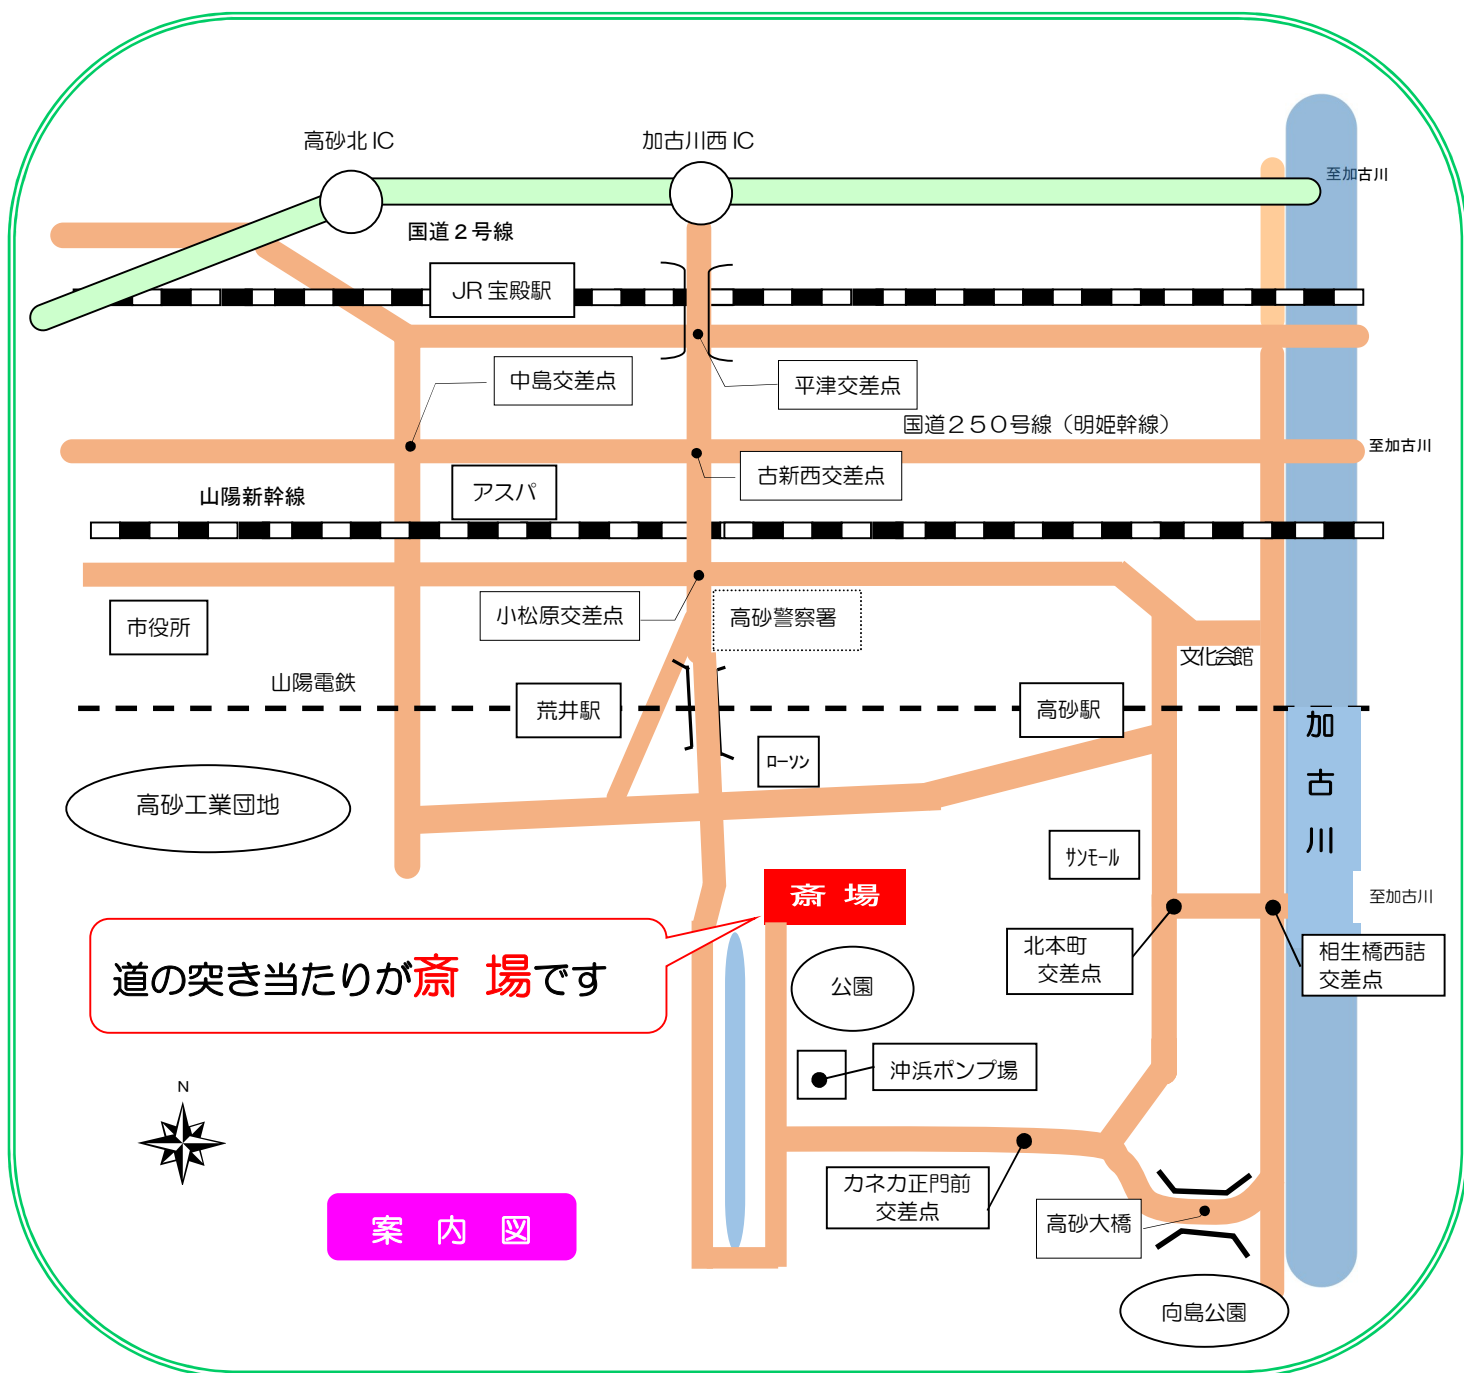 高砂北IC
加古川西IC
至加古川
国道２号線
JR宝殿駅
中島交差点
平津交差点
国道２５０号線（明姫幹線）
至加古川
古新西交差点
アスパ
山陽新幹線
市役所
小松原交差点
高砂警察署
文化会館
山陽電鉄
荒井駅
高砂駅
加
古
川
ﾛｰｿﾝ
高砂工業団地
ｻﾝﾓｰﾙ
斎 場
至加古川
北本町
交差点
相生橋西詰
交差点
道の突き当たりが斎 場です
公園
沖浜ポンプ場
N
カネカ正門前
交差点
高砂大橋
案 内 図
向島公園